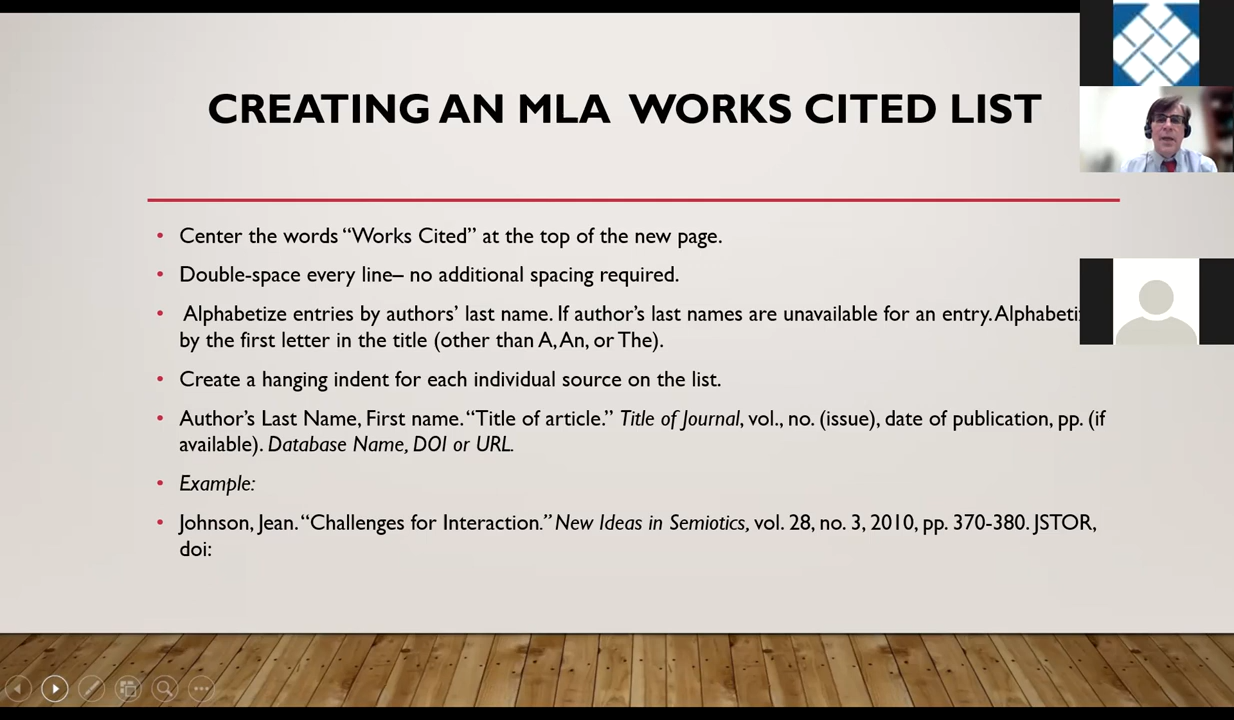 CREATING AN MLA WORKS CITED LIST
• Center the words “Works Cited” at the top of the new page.
• Double-space every line– no additional spacing required.
• Alphabetize entries by authors’ last name. If author’s last names are unavailable for an entry. Alphabeti
by the first letter in the title (other than A, An, or The).
• Create a hanging indent for each individual source on the list.
• Author’s Last Name, First name. “Title of article.” Title of Journal, vol., no. (issue), date of publication, pp. (if
available). Database Name, DOI or URL.
• Example:
• Johnson, Jean. “Challenges for Interaction.” New Ideas in Semiotics, vol. 28, no. 3, 2010, pp. 370-380. JSTOR,
doi: